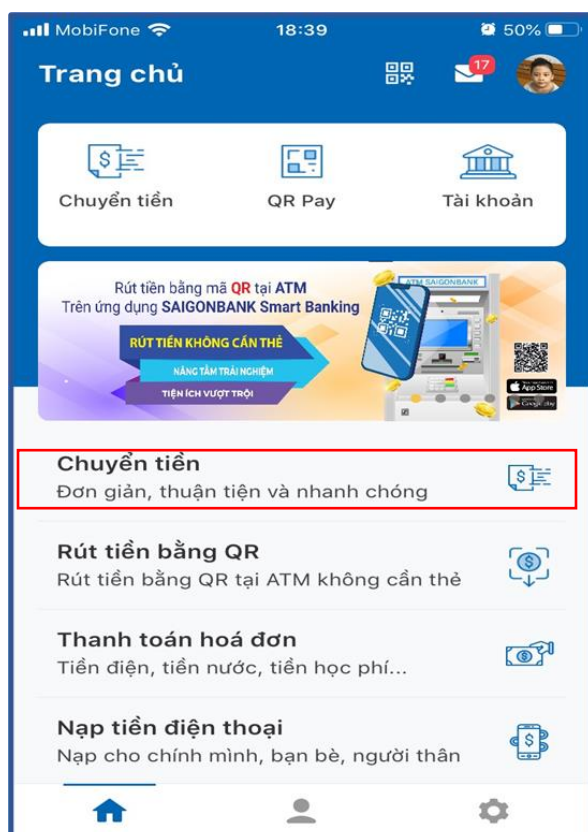 MobiFone
18:39
50%
Trang chủ
17
Chuyển tiền
QR Pay
Tài khoản
Rút tiền bằng mã QR tại ATM
Trên ứng dụng SAIGONBANK Smart Banking
RÚT TIỀN KHÔNG CẦN THẺ
NÂNG TẦM TRẢI NGHIỆM
TIỆN ÍCH VƯỢT TRỘI
ATM SAIGONBANK
App Store
Google play
Chuyển tiền
Đơn giản, thuận tiện và nhanh chóng
Rút tiền bằng QR
Rút tiền bằng QR tại ATM không cần thẻ
Thanh toán hoá đơn
Tiền điện, tiền nước, tiền học phí...
Nạp tiền điện thoại
Nạp cho chính mình, bạn bè, người thân